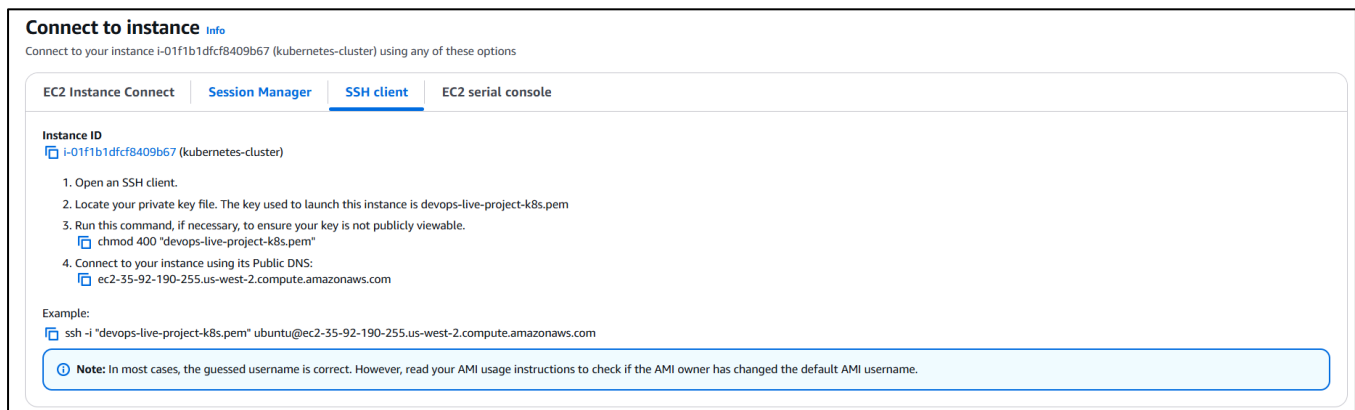 Connect to instance Info
Connect to your instance i-01f1b1dfcf8409b67 (kubernetes-cluster) using any of these options
EC2 Instance Connect Session Manager SSH client EC2 serial console
Instance ID
i-01f1b1dfcf8409b67 (kubernetes-cluster)
1. Open an SSH client.
2. Locate your private key file. The key used to launch this instance is devops-live-project-k8s.pem
3. Run this command, if necessary, to ensure your key is not publicly viewable.
chmod 400 "devops-live-project-k8s.pem"
4. Connect to your instance using its Public DNS:
ec2-35-92-190-255.us-west-2.compute.amazonaws.com
Example:
ssh -i "devops-live-project-k8s.pem" ubuntu@ec2-35-92-190-255.us-west-2.compute.amazonaws.com
Note: In most cases, the guessed username is correct. However, read your AMI usage instructions to check if the AMI owner has changed the default AMI username.